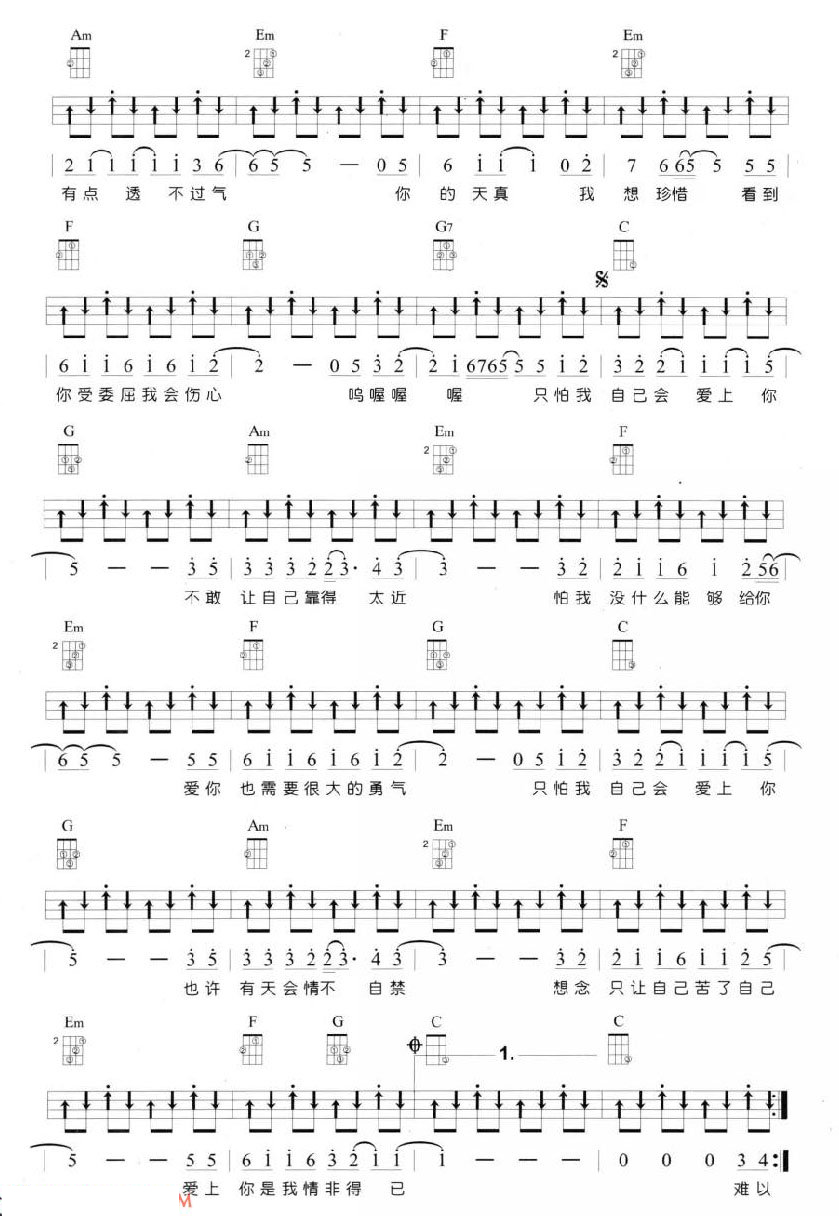 Am Em F Em
2 2
2 1 1 1 1 1 3 6 | 6 6 5 5 — 0 5 | 6 1 1 1 0 2 | 7 6 65 5 5 5
有点 透 不过气 你 的天真 我 想 珍惜 看到
F G G7 C
6 1 1 6 1 6 1 2 | 2 — 0 5 3 2 | 2 1 6765 5 5 1 2 | 3 2 2 1 1 1 1 5
你受委屈我会伤心 呜喔喔 喔 只怕我 自己会 爱上 你
G Am Em F
2
5 — — 3 5 | 3 3 3 2 2 3· 4 3 | 3 — — 3 2 | 2 1 1 6 1 2 56
不敢 让自己靠得 太近 怕我 没什么能 够 给你
Em F G C
2
6 5 5 — 5 5 | 6 1 1 6 1 6 1 2 | 2 — 0 5 1 2 | 3 2 2 1 1 1 1 5
爱你 也需要很大的勇气 只怕我 自己会 爱上 你
G Am Em F
2
5 — — 3 5 | 3 3 3 2 2 3· 4 3 | 3 — — 3 2 | 2 1 1 6 1 1 2 5
也许 有天会情不 自禁 想念 只让自己苦了自己
Em F G C C
2 1.
5 — — 5 5 | 6 1 1 6 3 2 1 1 | 1 — — — | 0 0 0 3 4
爱上 你是我情非得 已 难以
M